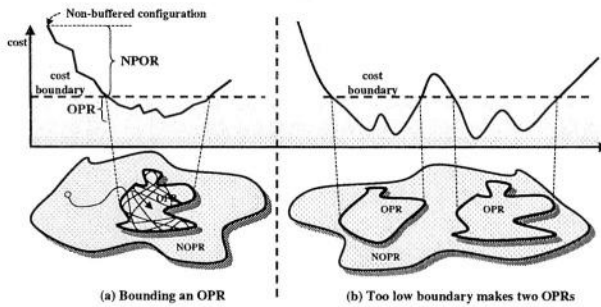 Non-buffered configuration
cost
NPOR
cost
boundary
OPR
cost
boundary
OPR
NOPR
OPR
OPR
NOPR
(a) Bounding an OPR
(b) Too low boundary makes two OPRs